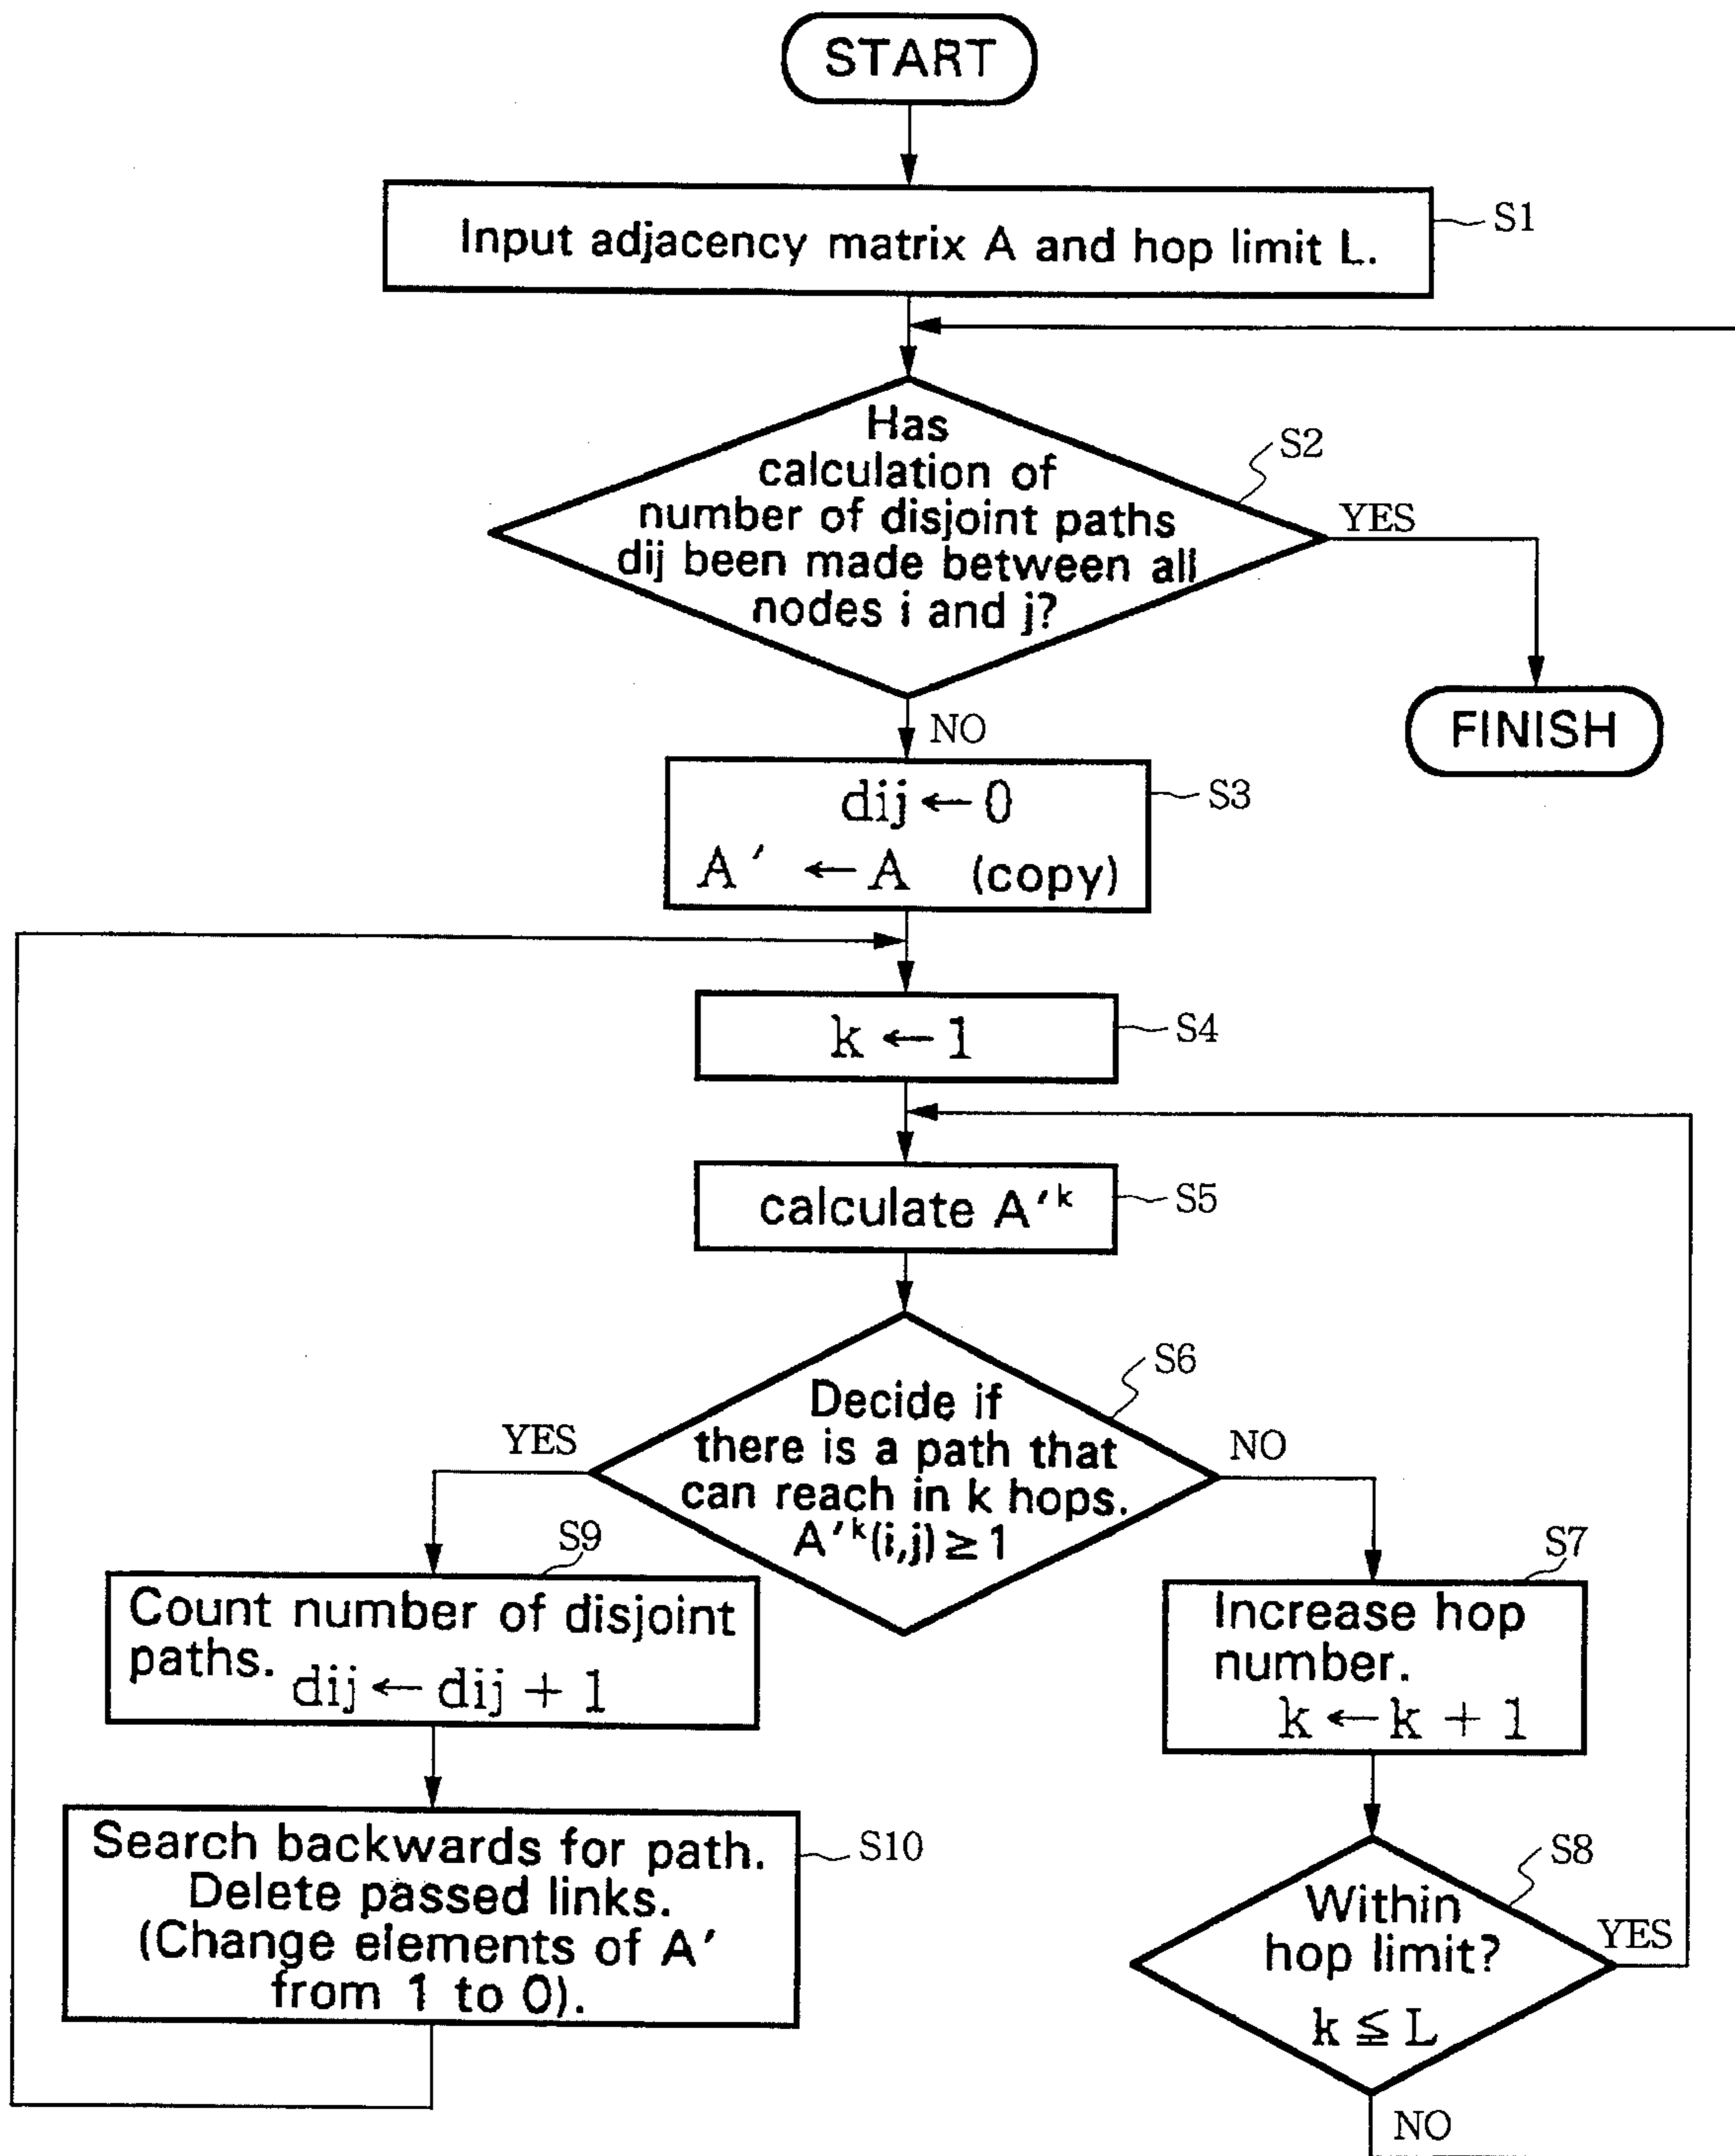 START
Input adjacency matrix A and hop limit L.
S1
Has
calculation of
number of disjoint paths
dij been made between all
nodes i and j?
S2
YES
FINISH
NO
dij ← 0
A′ ← A (copy)
S3
k ← 1
S4
calculate A′ᵏ
S5
Decide if
there is a path that
can reach in k hops.
A′ᵏ(i,j) ≥ 1
S6
YES
NO
S9
Count number of disjoint
paths.
dij ← dij + 1
S7
Increase hop
number.
k ← k + 1
Search backwards for path.
Delete passed links.
(Change elements of A′
from 1 to 0).
S10
S8
Within
hop limit?
k ≦ L
YES
NO